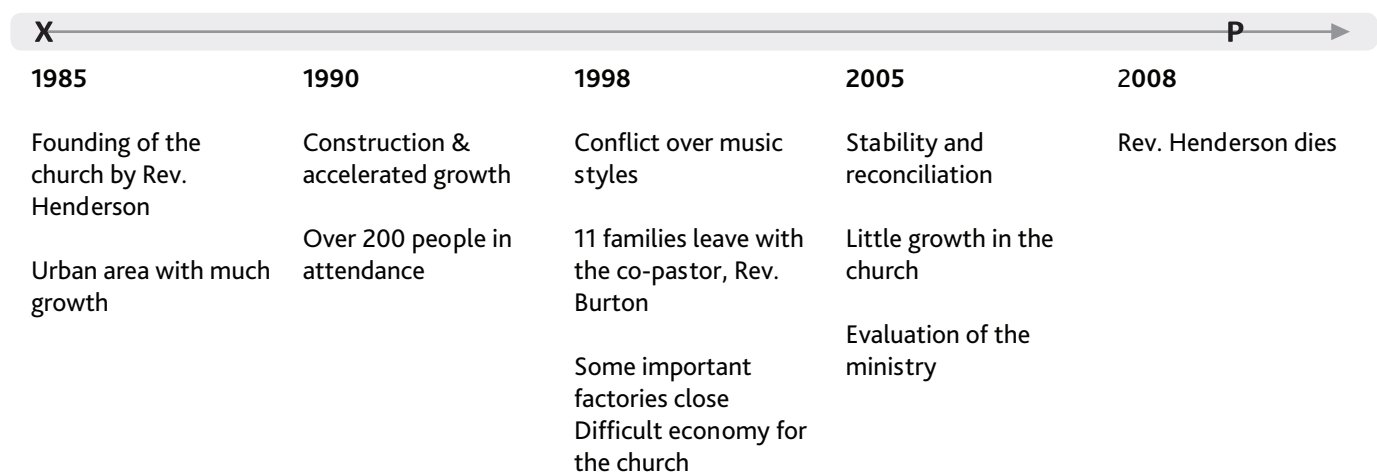 X P
1985
Founding of the
church by Rev.
Henderson
Urban area with much
growth
1990
Construction &
accelerated growth
Over 200 people in
attendance
1998
Conflict over music
styles
11 families leave with
the co-pastor, Rev.
Burton
Some important
factories close
Difficult economy for
the church
2005
Stability and
reconciliation
Little growth in the
church
Evaluation of the
ministry
2008
Rev. Henderson dies